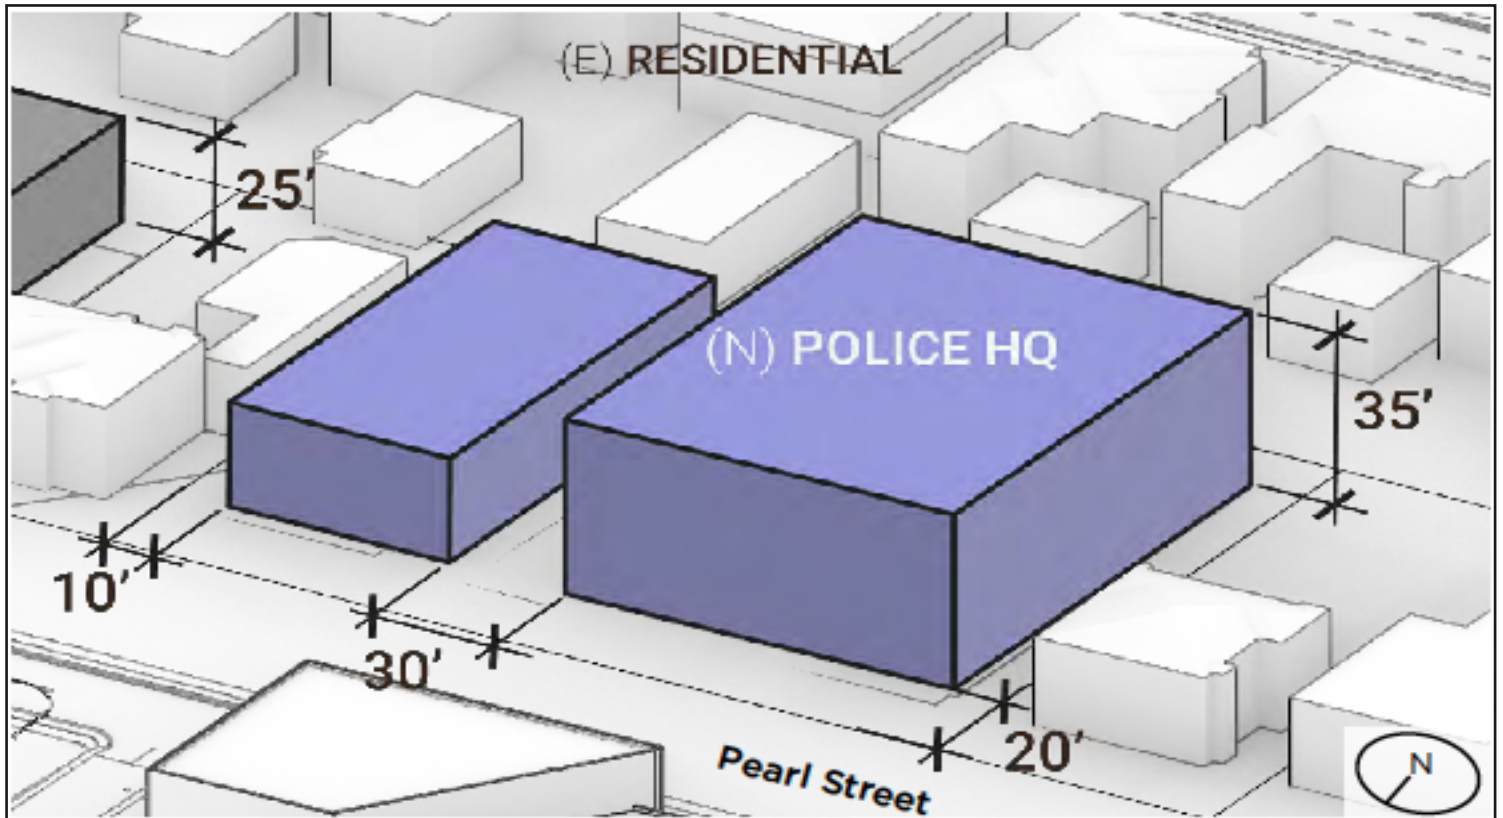 (E) RESIDENTIAL
25'
(N) POLICE HQ
35'
10'
30'
20'
Pearl Street
N